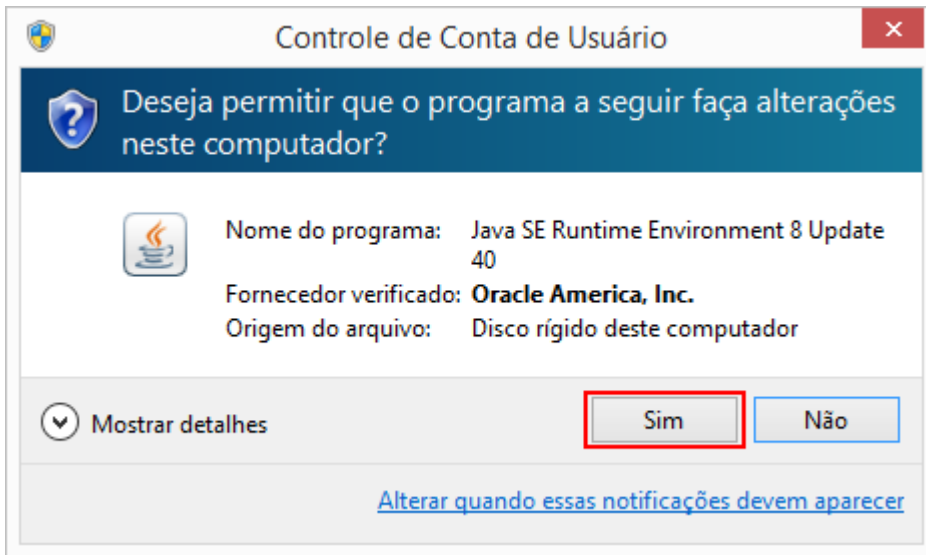 Controle de Conta de Usuário
Deseja permitir que o programa a seguir faça alterações
neste computador?
Nome do programa: Java SE Runtime Environment 8 Update
40
Fornecedor verificado: Oracle America, Inc.
Origem do arquivo: Disco rígido deste computador
Mostrar detalhes Sim Não
Alterar quando essas notificações devem aparecer